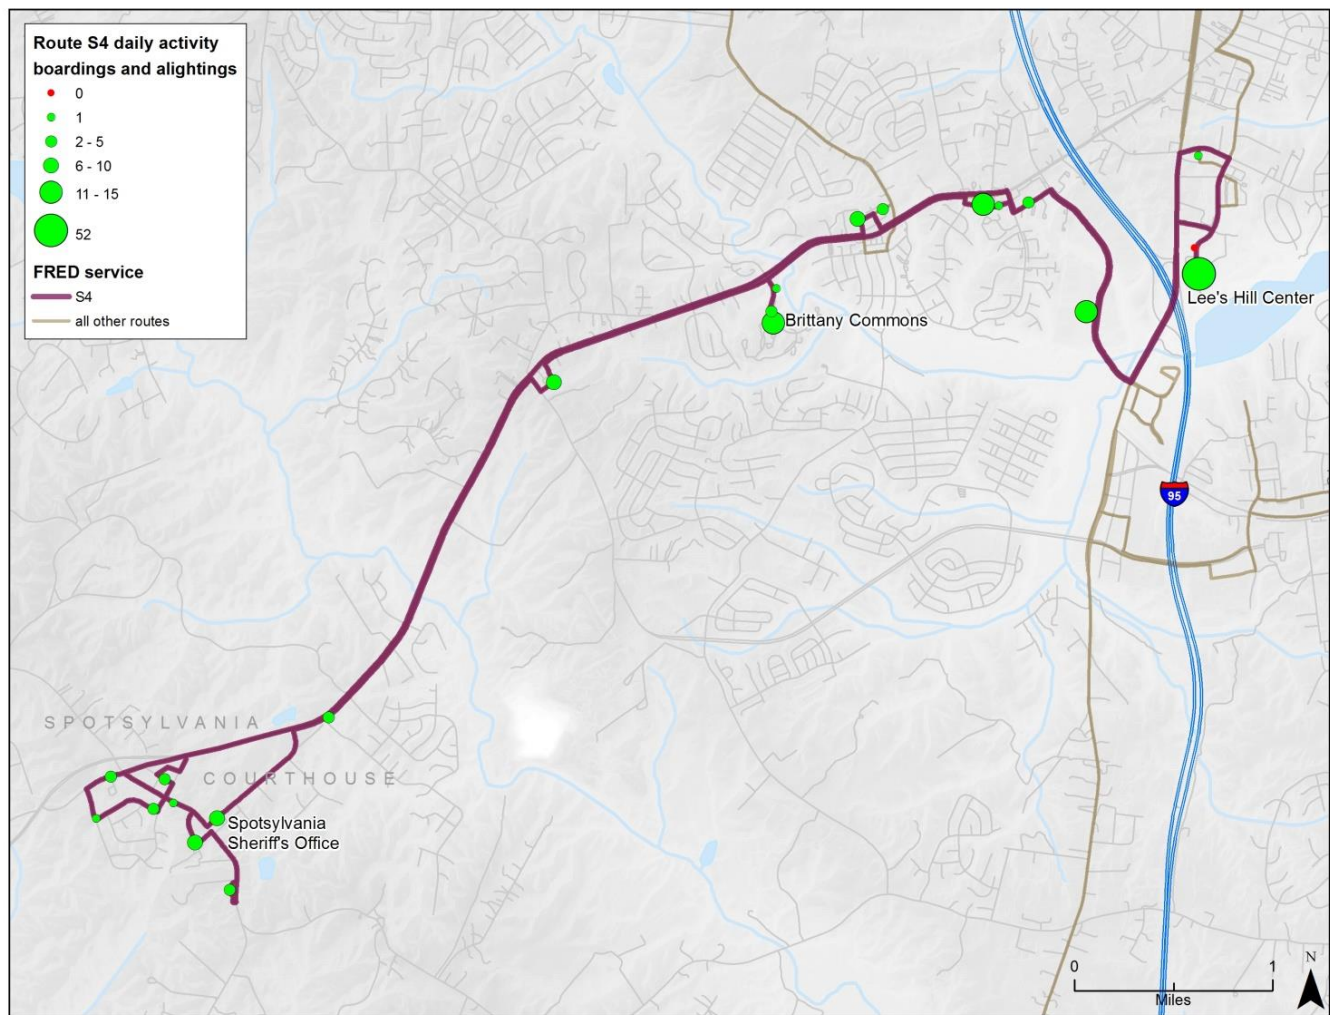 Route S4 daily activity
boardings and alightings
0
1
2 - 5
6 - 10
11 - 15
52
FRED service
S4
all other routes
Lee's Hill Center
Brittany Commons
95
SPOTSYLVANIA
COURTHOUSE
Spotsylvania
Sheriff's Office
N
0 1
Miles